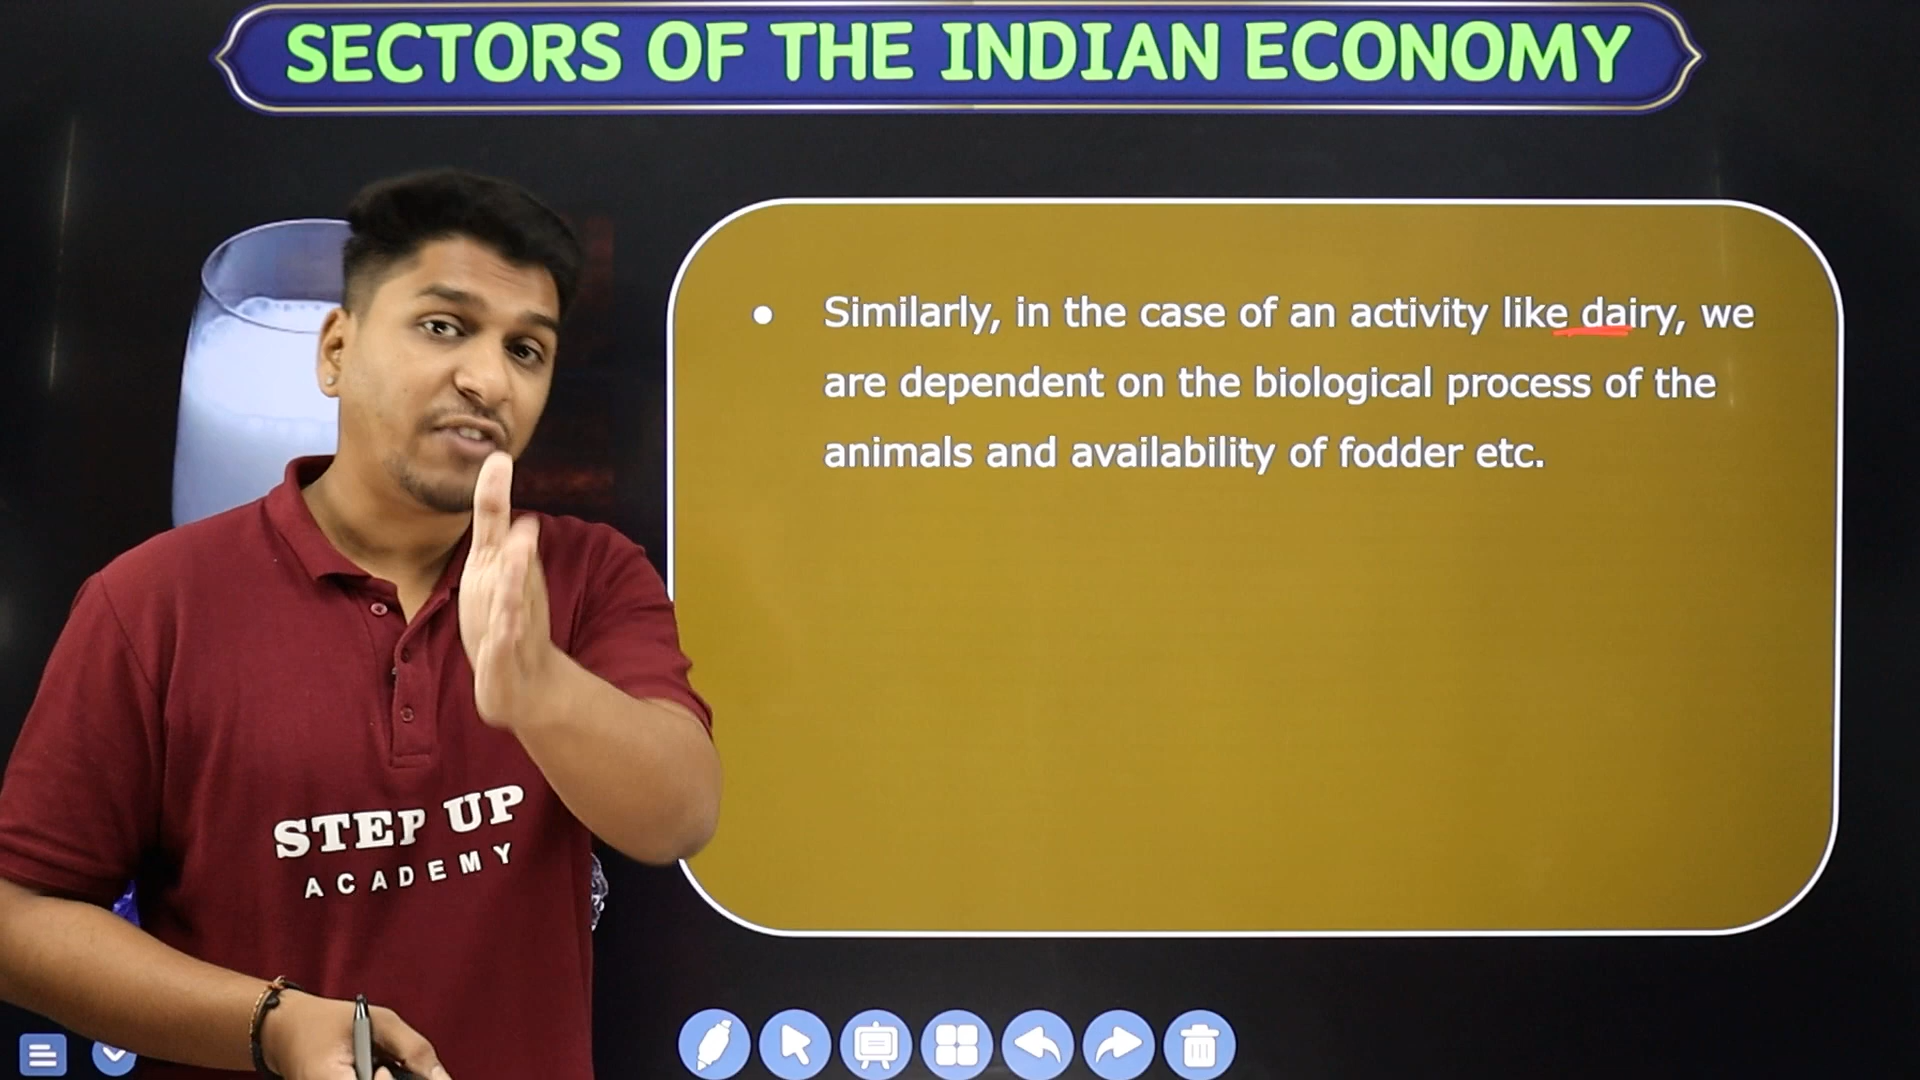 SECTORS OF THE INDIAN ECONOMY
Similarly, in the case of an activity like dairy, we
are dependent on the biological process of the
animals and availability of fodder etc.
STEP UP
ACADEMY